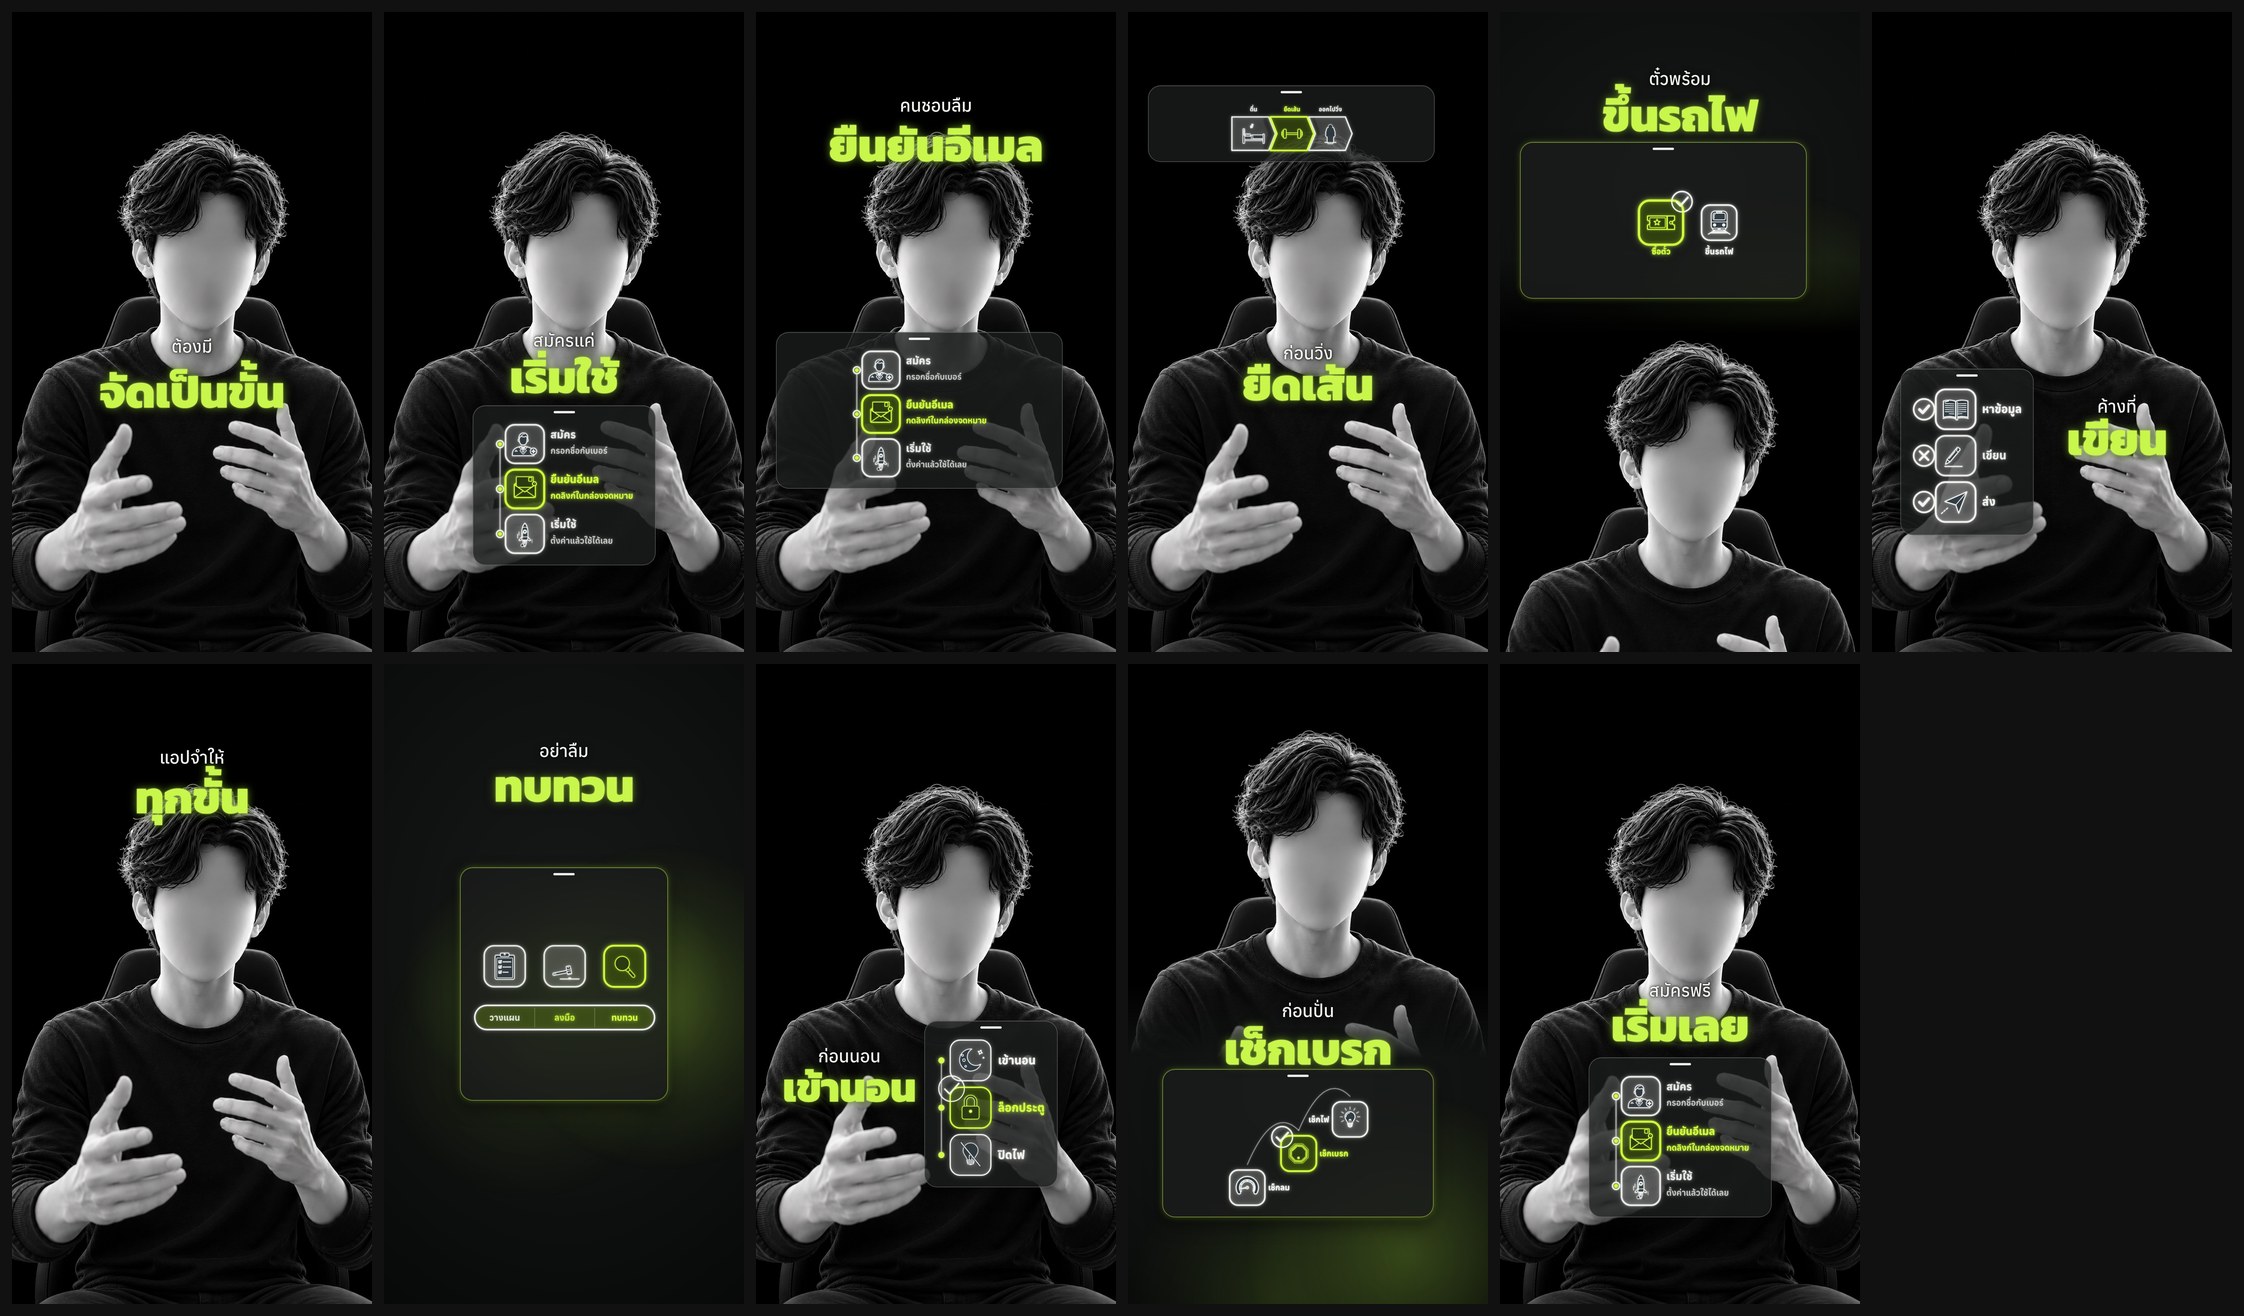 ต้องมี
จัดเป็นขั้น
สมัครแค่
เริ่มใช้
สมัคร
กรอกชื่อกับเบอร์
ยืนยันอีเมล
กดลิงก์ในกล่องจดหมาย
เริ่มใช้
ตั้งค่าแล้วใช้ได้เลย
คนชอบลืม
ยืนยันอีเมล
สมัคร
กรอกชื่อกับเบอร์
ยืนยันอีเมล
กดลิงก์ในกล่องจดหมาย
เริ่มใช้
ตั้งค่าแล้วใช้ได้เลย
ตื่น ยืดเส้น ออกไปวิ่ง
ก่อนวิ่ง
ยืดเส้น
ตั๋วพร้อม
ขึ้นรถไฟ
ซื้อตั๋ว ขึ้นรถไฟ
หาข้อมูล
เขียน
ส่ง
ค้างที่
เขียน
แอปจำให้
ทุกขั้น
อย่าลืม
ทบทวน
วางแผน ลงมือ ทบทวน
ก่อนนอน
เข้านอน
เข้านอน
ล็อกประตู
ปิดไฟ
ก่อนปั่น
เช็กเบรก
เช็กไฟ
เช็กเบรก
เช็กลม
สมัครฟรี
เริ่มเลย
สมัคร
กรอกชื่อกับเบอร์
ยืนยันอีเมล
กดลิงก์ในกล่องจดหมาย
เริ่มใช้
ตั้งค่าแล้วใช้ได้เลย